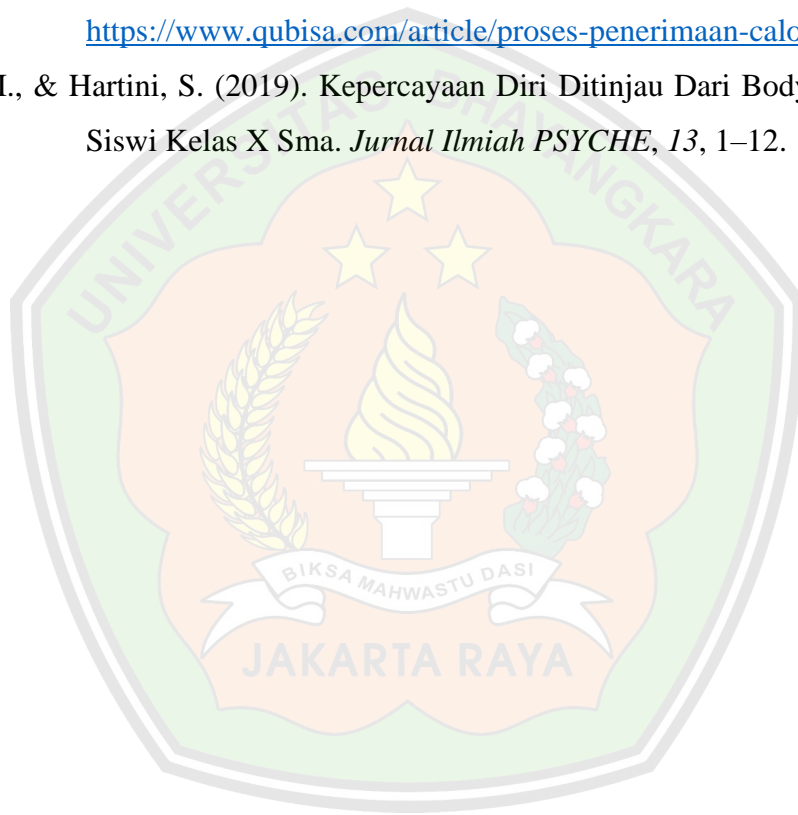 https://www.qubisa.com/article/proses-penerimaan-calo
I., & Hartini, S. (2019). Kepercayaan Diri Ditinjau Dari Body
Siswi Kelas X Sma. Jurnal Ilmiah PSYCHE, 13, 1–12.
UNIVERSITAS BHAYANGKARA
BIKSA MAHWASTU DASI
JAKARTA RAYA